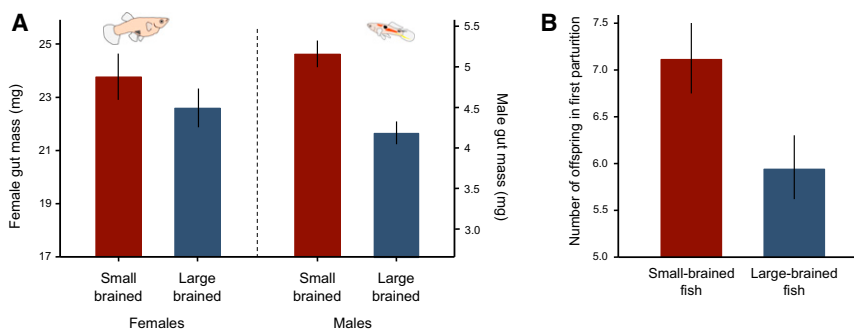 A
Female gut mass (mg)
25
23
21
19
17
Small
brained
Large
brained
Females
Small
brained
Large
brained
Males
5.5
5
4.5
4
3.5
3.0
Male gut mass (mg)
B
Number of offspring in first parturition
7.5
7.0
6.5
6.0
5.5
5.0
Small-brained
fish
Large-brained
fish